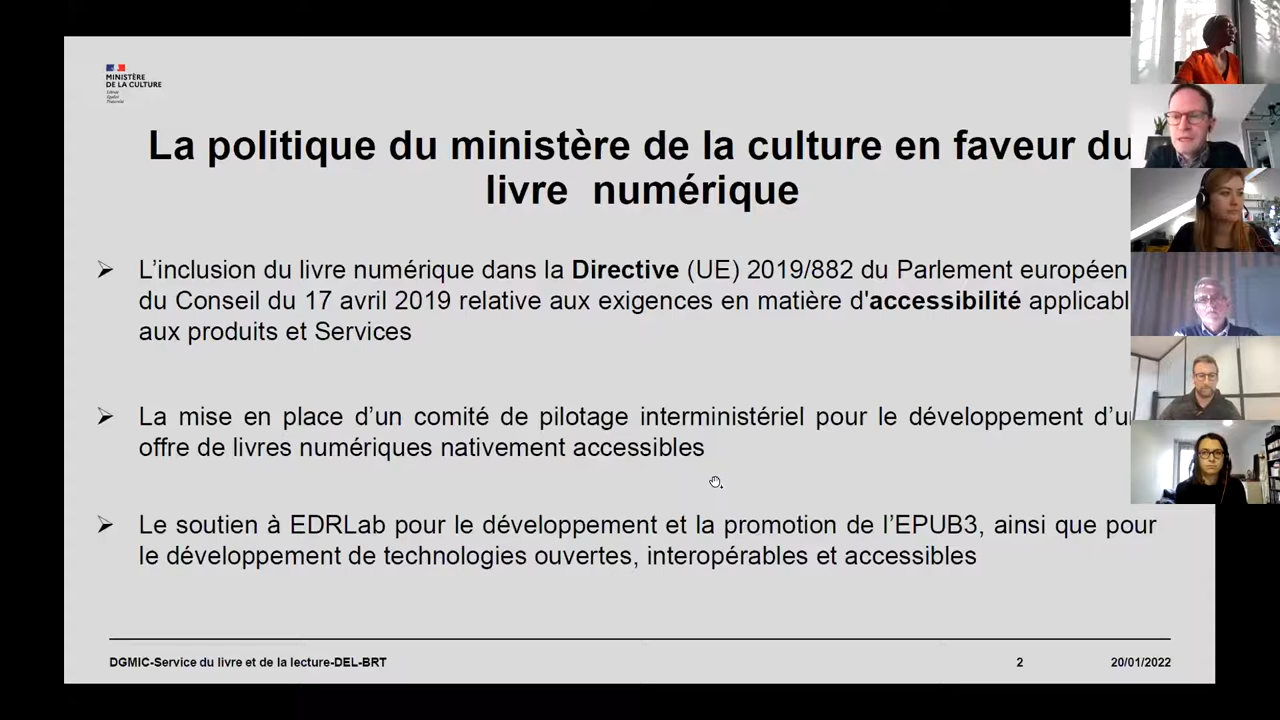 MINISTÈRE
DE LA CULTURE
Liberté
Égalité
Fraternité
La politique du ministère de la culture en faveur du
livre numérique
➢ L’inclusion du livre numérique dans la Directive (UE) 2019/882 du Parlement européen
du Conseil du 17 avril 2019 relative aux exigences en matière d'accessibilité
aux produits et Services
➢ La mise en place d’un comité de pilotage interministériel pour le développement
offre de livres numériques nativement accessibles
➢ Le soutien à EDRLab pour le développement et la promotion de l’EPUB3, ainsi que pour
le développement de technologies ouvertes, interopérables et accessibles
DGMIC-Service du livre et de la lecture-DEL-BRT 2 20/01/2022